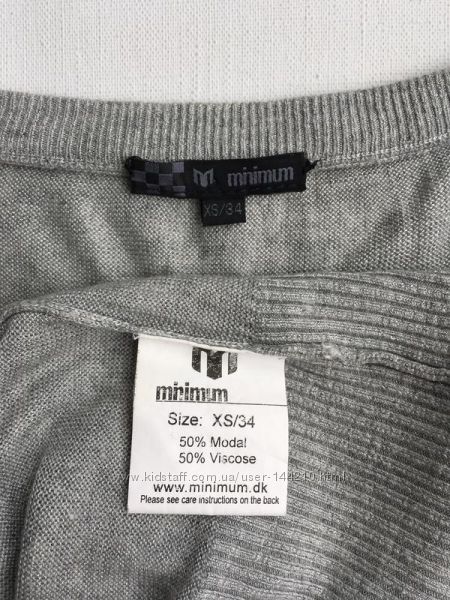 minimum
XS/34
minimum
Size: XS/34
50% Modal
50% Viscose
www.kidstaff.com.ua/user-144210.html
www.minimum.dk
Please see care instructions on the back